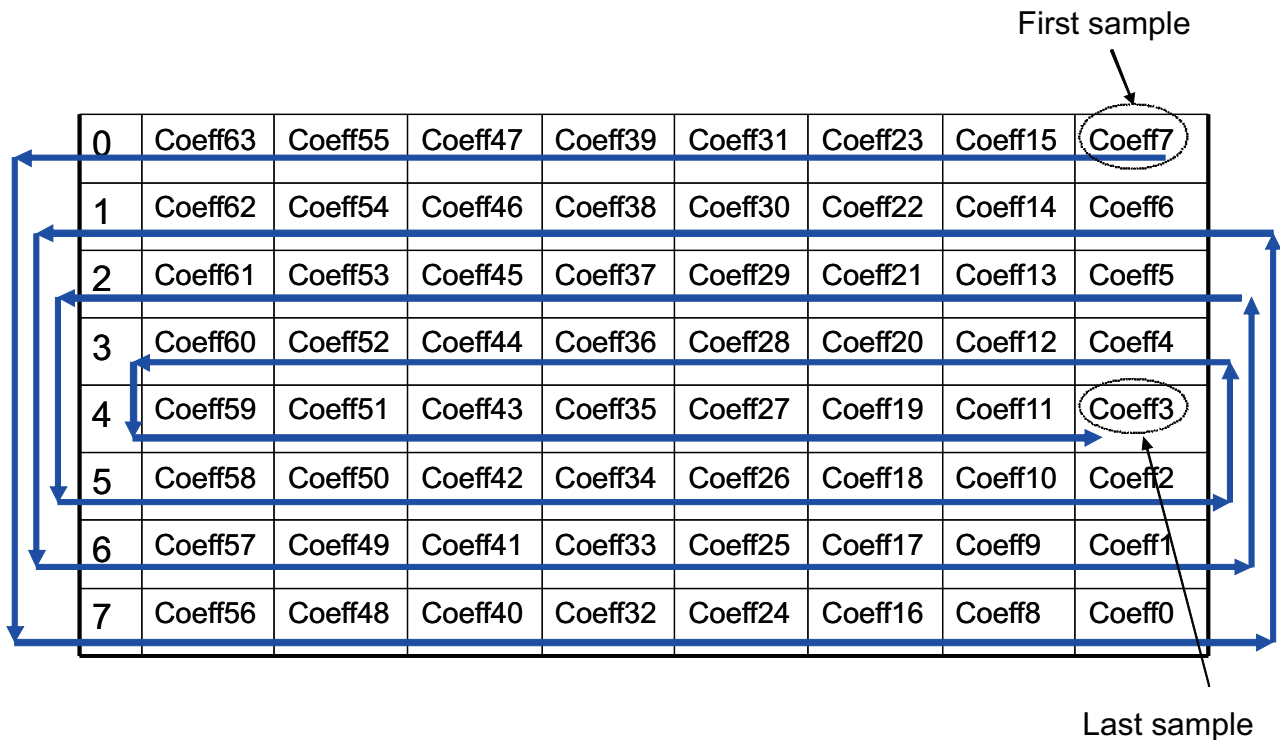 First sample
0 Coeff63 Coeff55 Coeff47 Coeff39 Coeff31 Coeff23 Coeff15 Coeff7
1 Coeff62 Coeff54 Coeff46 Coeff38 Coeff30 Coeff22 Coeff14 Coeff6
2 Coeff61 Coeff53 Coeff45 Coeff37 Coeff29 Coeff21 Coeff13 Coeff5
3 Coeff60 Coeff52 Coeff44 Coeff36 Coeff28 Coeff20 Coeff12 Coeff4
4 Coeff59 Coeff51 Coeff43 Coeff35 Coeff27 Coeff19 Coeff11 Coeff3
5 Coeff58 Coeff50 Coeff42 Coeff34 Coeff26 Coeff18 Coeff10 Coeff2
6 Coeff57 Coeff49 Coeff41 Coeff33 Coeff25 Coeff17 Coeff9 Coeff1
7 Coeff56 Coeff48 Coeff40 Coeff32 Coeff24 Coeff16 Coeff8 Coeff0
Last sample